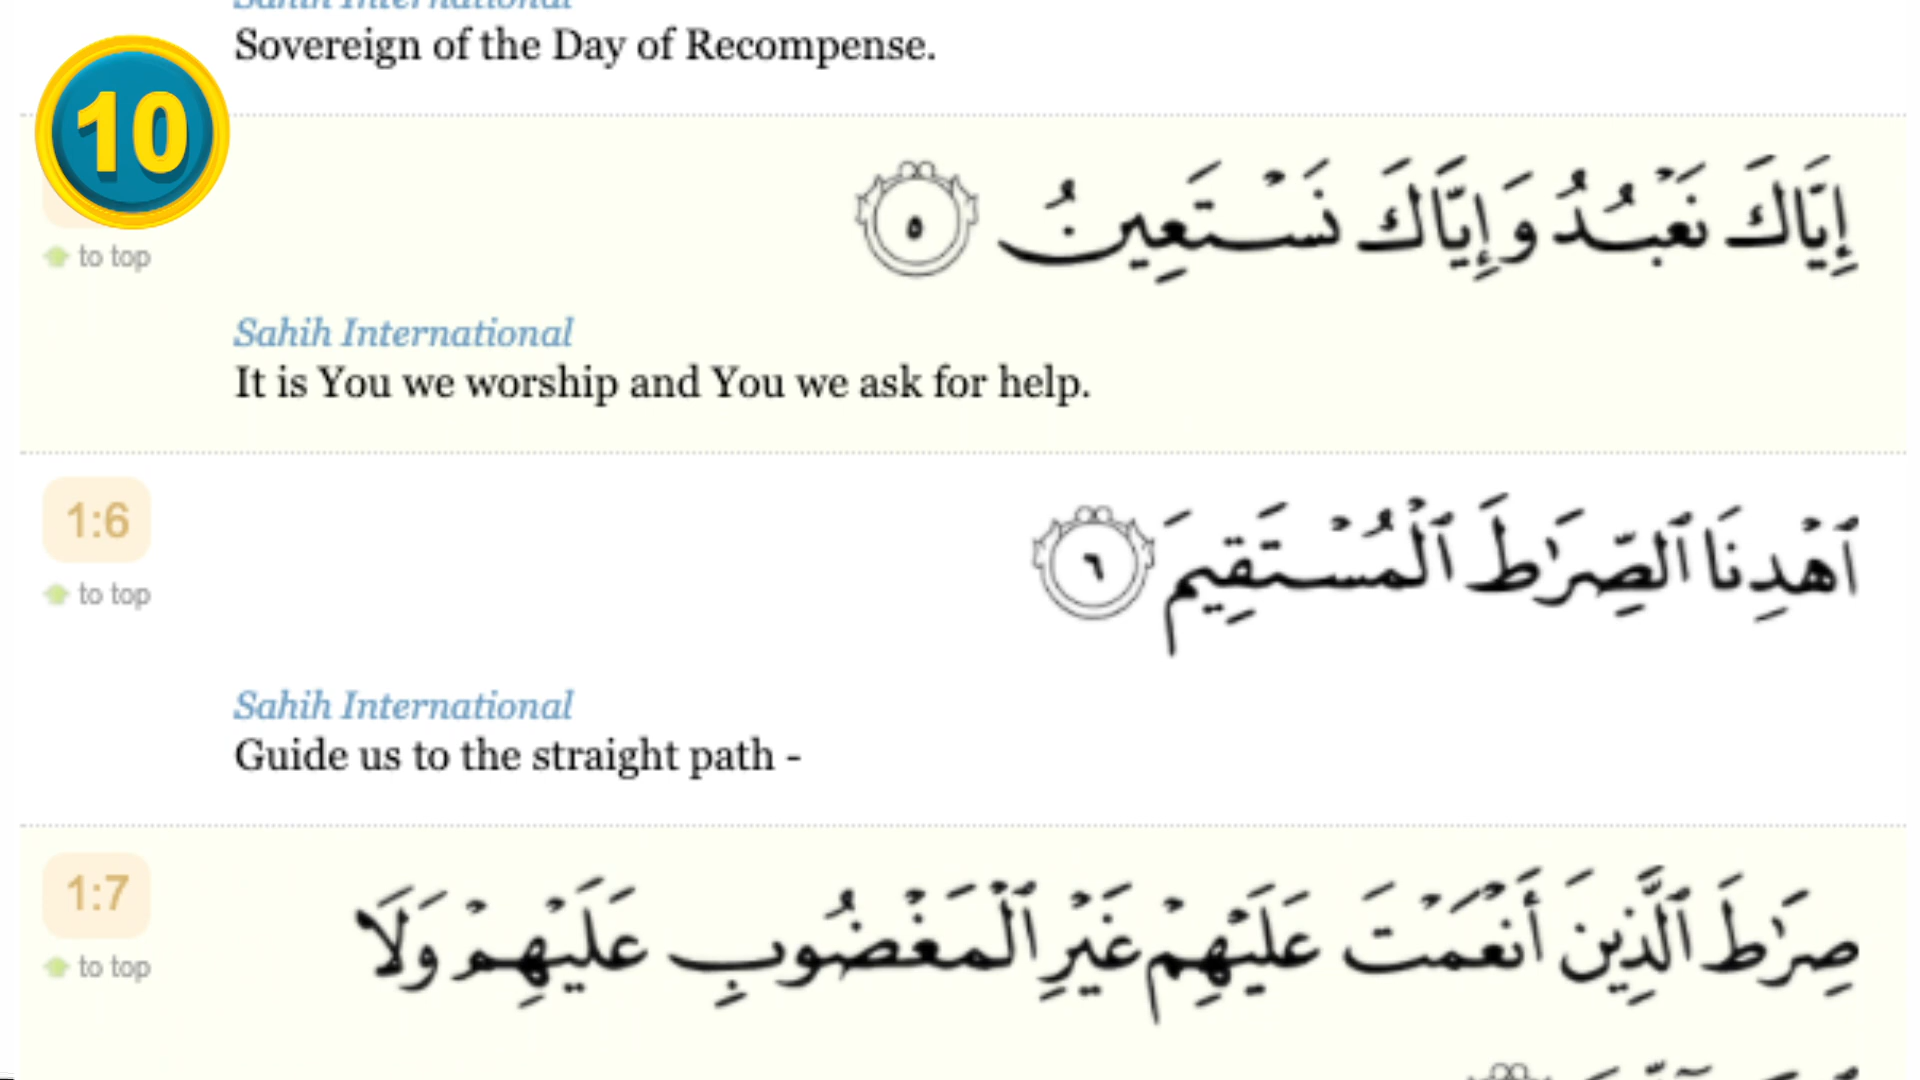 Sahih International
Sovereign of the Day of Recompense.
10
إِيَّاكَ نَعْبُدُ وَإِيَّاكَ نَسْتَعِينُ ٥
to top
Sahih International
It is You we worship and You we ask for help.
1:6
ٱهْدِنَا ٱلصِّرَٰطَ ٱلْمُسْتَقِيمَ ٦
to top
Sahih International
Guide us to the straight path -
1:7
صِرَٰطَ ٱلَّذِينَ أَنْعَمْتَ عَلَيْهِمْ غَيْرِ ٱلْمَغْضُوبِ عَلَيْهِمْ وَلَا
to top